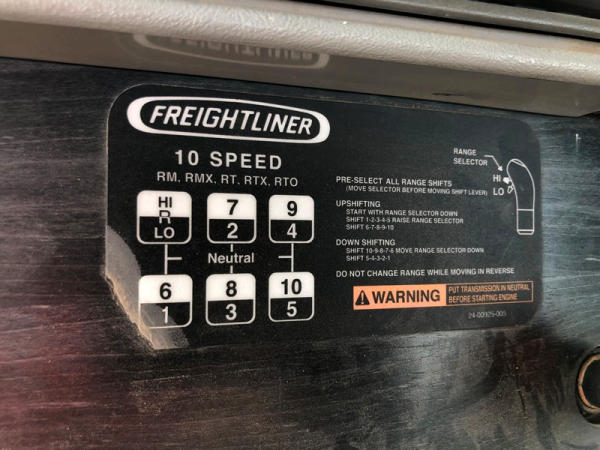 FREIGHTLINER
10 SPEED
RM, RMX, RT, RTX, RTO
HI
R
LO
7
2
9
4
Neutral
6
1
8
3
10
5
PRE-SELECT ALL RANGE SHIFTS
(MOVE SELECTOR BEFORE MOVING SHIFT LEVER)
UPSHIFTING
START WITH RANGE SELECTOR DOWN
SHIFT 1-2-3-4-5 RAISE RANGE SELECTOR
SHIFT 6-7-8-9-10
DOWN SHIFTING
SHIFT 10-9-8-7-6 MOVE RANGE SELECTOR DOWN
SHIFT 5-4-3-2-1
DO NOT CHANGE RANGE WHILE MOVING IN REVERSE
RANGE
SELECTOR
HI
LO
WARNING
PUT TRANSMISSION IN NEUTRAL
BEFORE STARTING ENGINE
24-00925-005